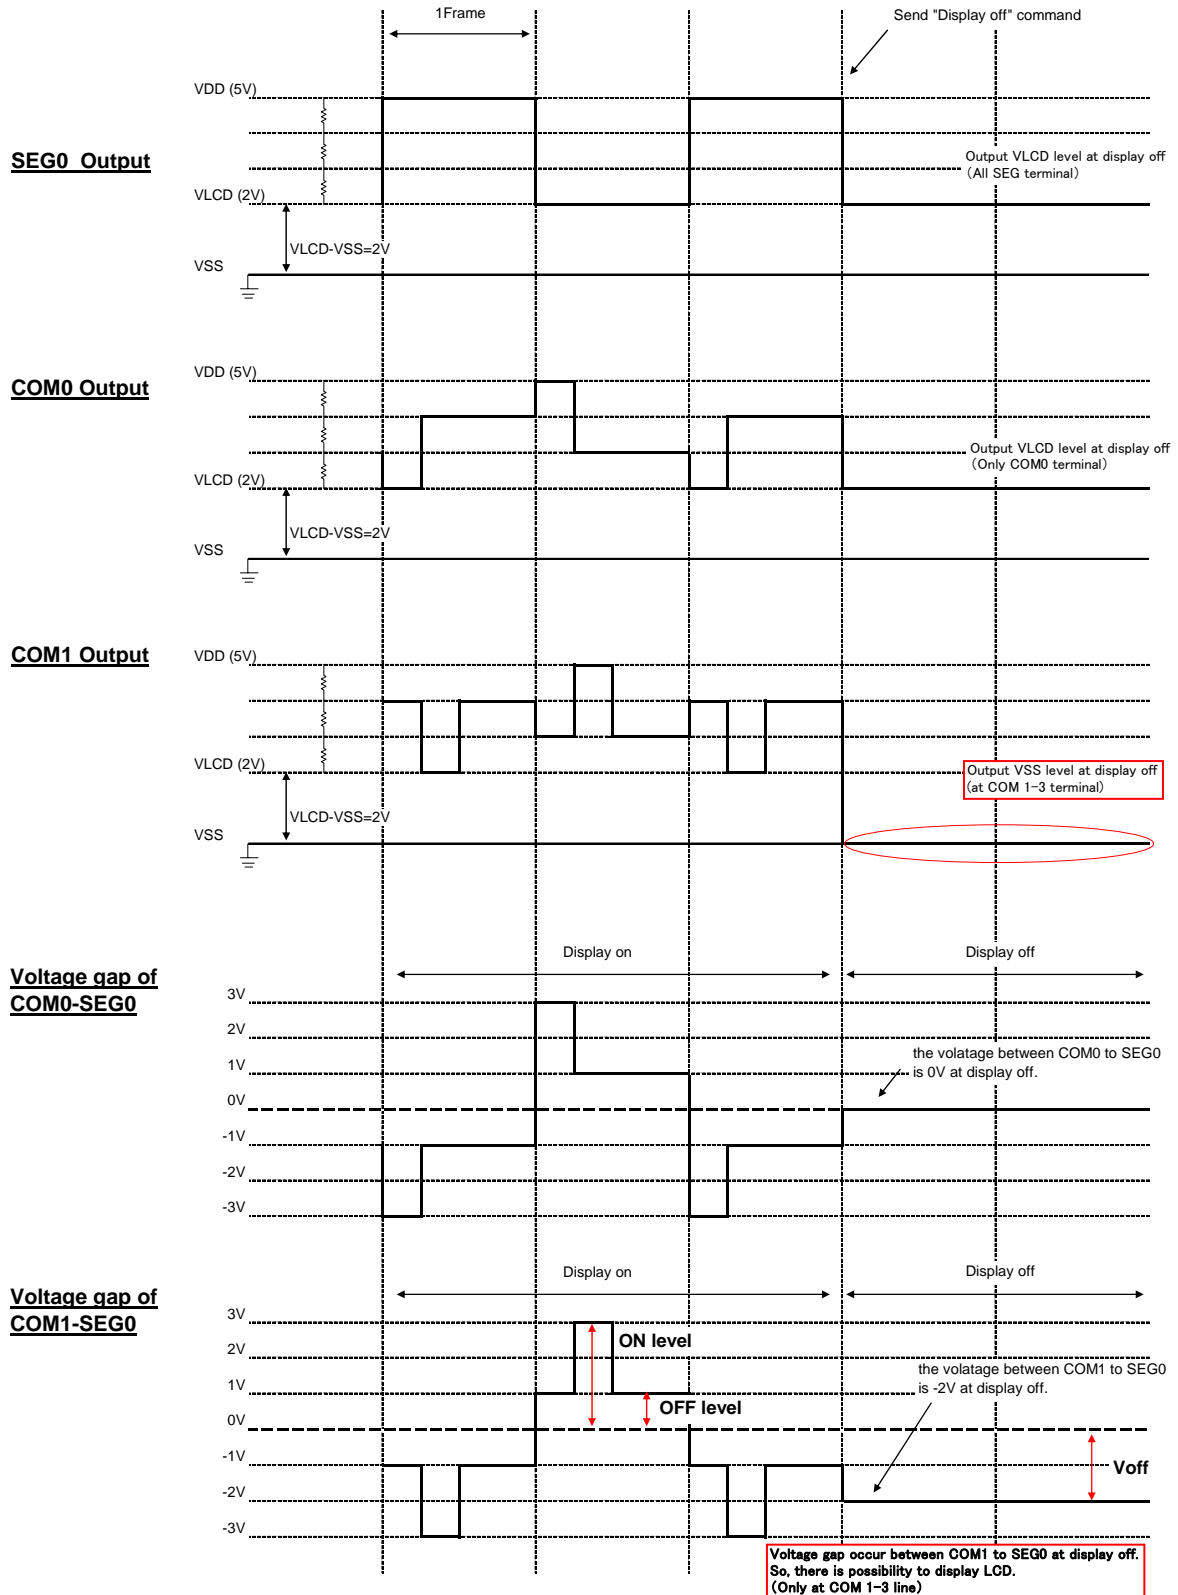 1Frame
Send "Display off" command
VDD (5V)
SEG0 Output
Output VLCD level at display off
(All SEG terminal)
VLCD (2V)
VLCD-VSS=2V
VSS
VDD (5V)
COM0 Output
Output VLCD level at display off
(Only COM0 terminal)
VLCD (2V)
VLCD-VSS=2V
VSS
COM1 Output
VDD (5V)
VLCD (2V)
Output VSS level at display off
(at COM 1-3 terminal)
VLCD-VSS=2V
VSS
Display on
Display off
Voltage gap of
COM0-SEG0
3V
2V
1V
0V
-1V
-2V
-3V
the volatage between COM0 to SEG0
is 0V at display off.
Display on
Display off
Voltage gap of
COM1-SEG0
3V
2V
1V
0V
-1V
-2V
-3V
ON level
OFF level
the volatage between COM1 to SEG0
is -2V at display off.
Voff
Voltage gap occur between COM1 to SEG0 at display off.
So, there is possibility to display LCD.
(Only at COM 1-3 line)